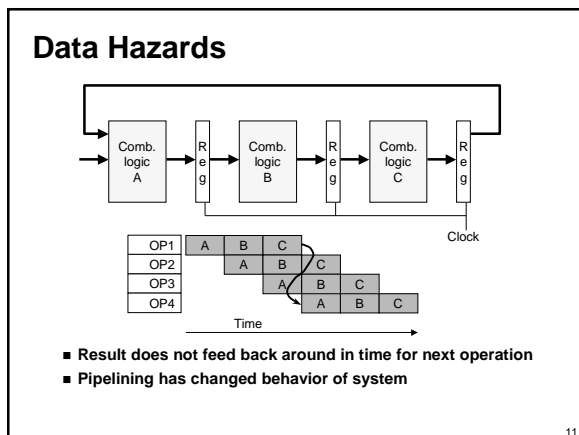 Data Hazards
Comb.
logic
A
R
e
g
Comb.
logic
B
R
e
g
Comb.
logic
C
R
e
g
Clock
OP1 A B C
OP2 A B C
OP3 A B C
OP4 A B C
Time
■ Result does not feed back around in time for next operation
■ Pipelining has changed behavior of system
11